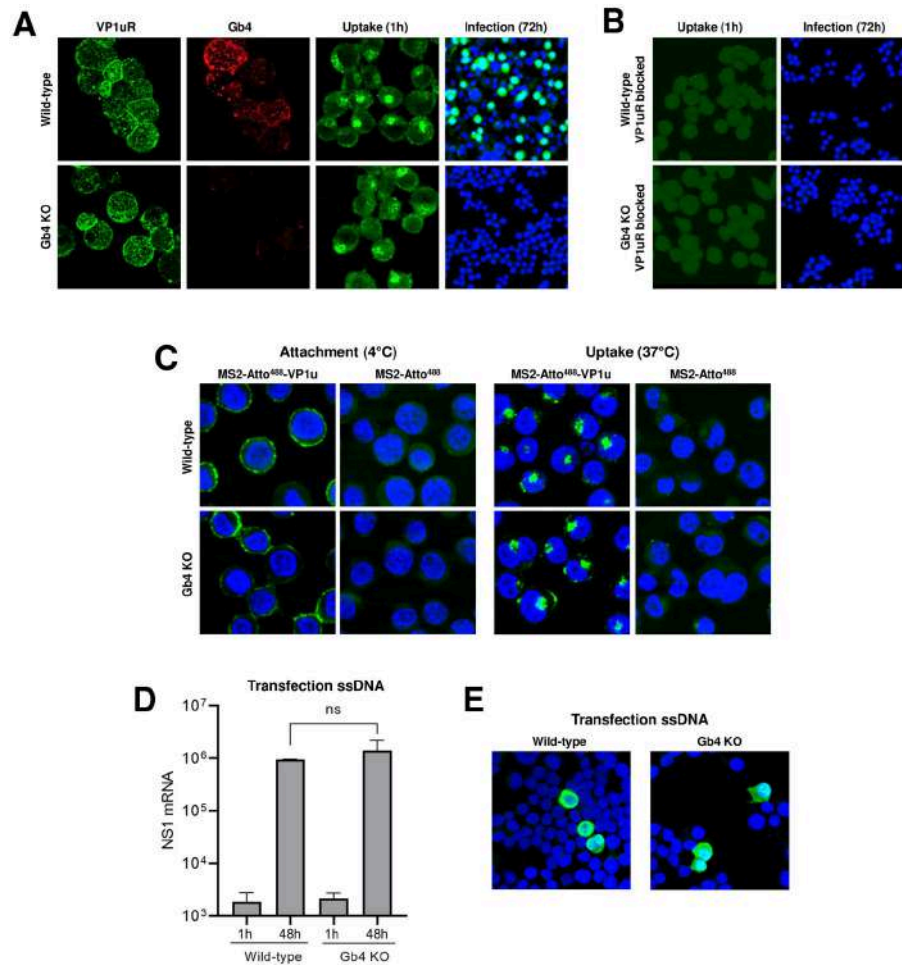 A
VP1uR Gb4 Uptake (1h) Infection (72h)
Wild-type
Gb4 KO
B
Uptake (1h) Infection (72h)
Wild-type
VP1uR blocked
Gb4 KO
VP1uR blocked
C
Attachment (4°C) Uptake (37°C)
MS2-Atto⁴⁸⁸-VP1u MS2-Atto⁴⁸⁸ MS2-Atto⁴⁸⁸-VP1u MS2-Atto⁴⁸⁸
Wild-type
Gb4 KO
D
Transfection ssDNA
ns
NS1 mRNA
10⁷
10⁶
10⁵
10⁴
10³
1h 48h 1h 48h
Wild-type Gb4 KO
E
Transfection ssDNA
Wild-type Gb4 KO